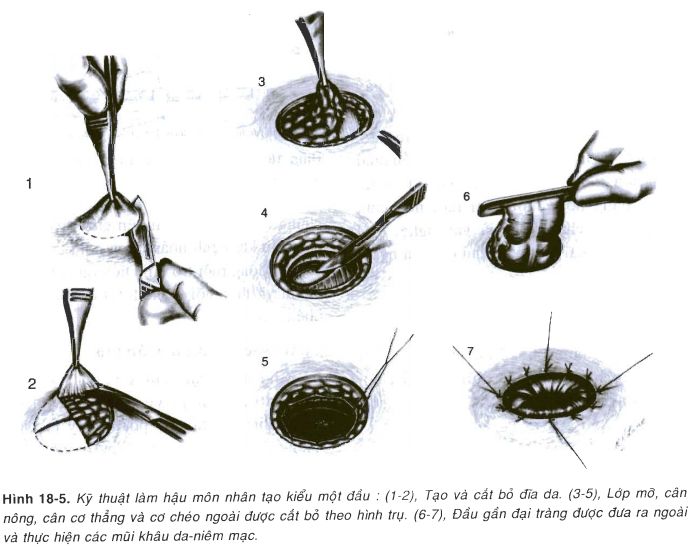 1
2
3
4
5
6
7
Hình 18-5. Kỹ thuật làm hậu môn nhân tạo kiểu một đầu : (1-2), Tạo và cắt bỏ đĩa da. (3-5), Lớp mỡ, cân
nông, cân cơ thẳng và cơ chéo ngoài được cắt bỏ theo hình trụ. (6-7), Đầu gần đại tràng được đưa ra ngoài
và thực hiện các mũi khâu da-niêm mạc.